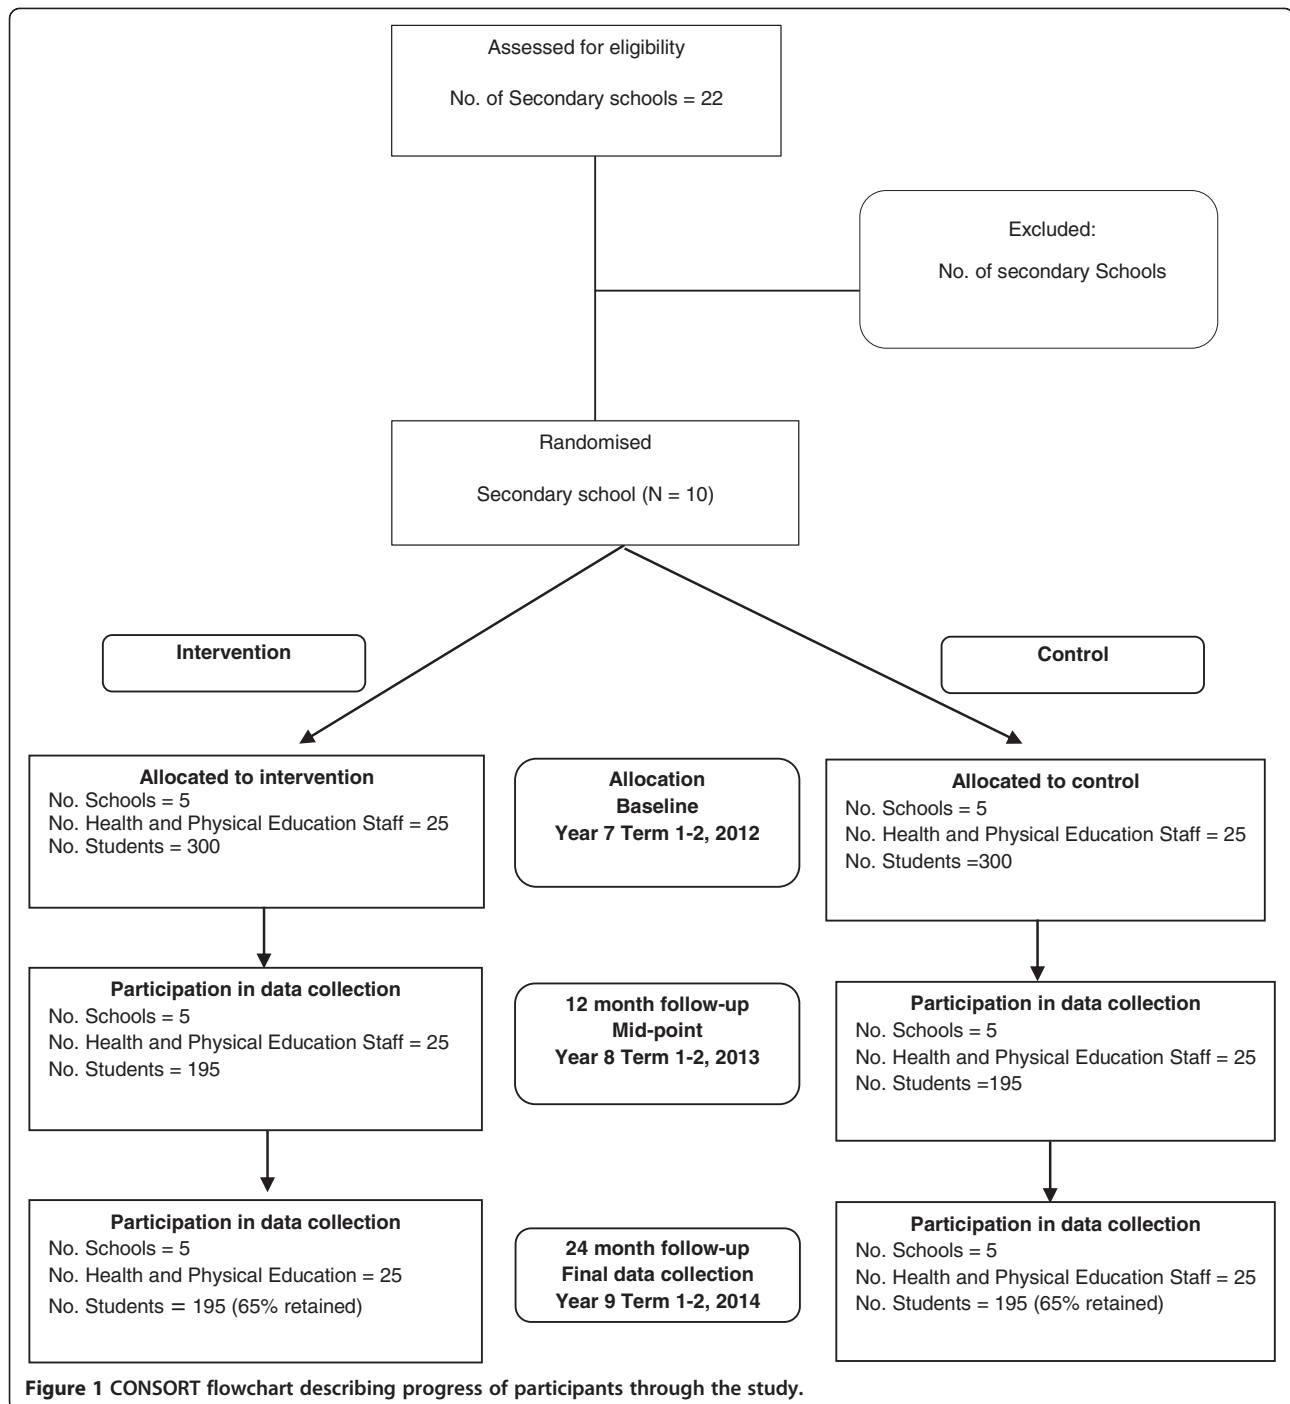 Assessed for eligibility
No. of Secondary schools = 22
Excluded:
No. of secondary Schools
Randomised
Secondary school (N = 10)
Intervention
Control
Allocated to intervention
No. Schools = 5
No. Health and Physical Education Staff = 25
No. Students = 300
Allocation
Baseline
Year 7 Term 1-2, 2012
Allocated to control
No. Schools = 5
No. Health and Physical Education Staff = 25
No. Students =300
Participation in data collection
No. Schools = 5
No. Health and Physical Education Staff = 25
No. Students = 195
12 month follow-up
Mid-point
Year 8 Term 1-2, 2013
Participation in data collection
No. Schools = 5
No. Health and Physical Education Staff = 25
No. Students =195
Participation in data collection
No. Schools = 5
No. Health and Physical Education = 25
No. Students = 195 (65% retained)
24 month follow-up
Final data collection
Year 9 Term 1-2, 2014
Participation in data collection
No. Schools = 5
No. Health and Physical Education Staff = 25
No. Students = 195 (65% retained)
Figure 1 CONSORT flowchart describing progress of participants through the study.